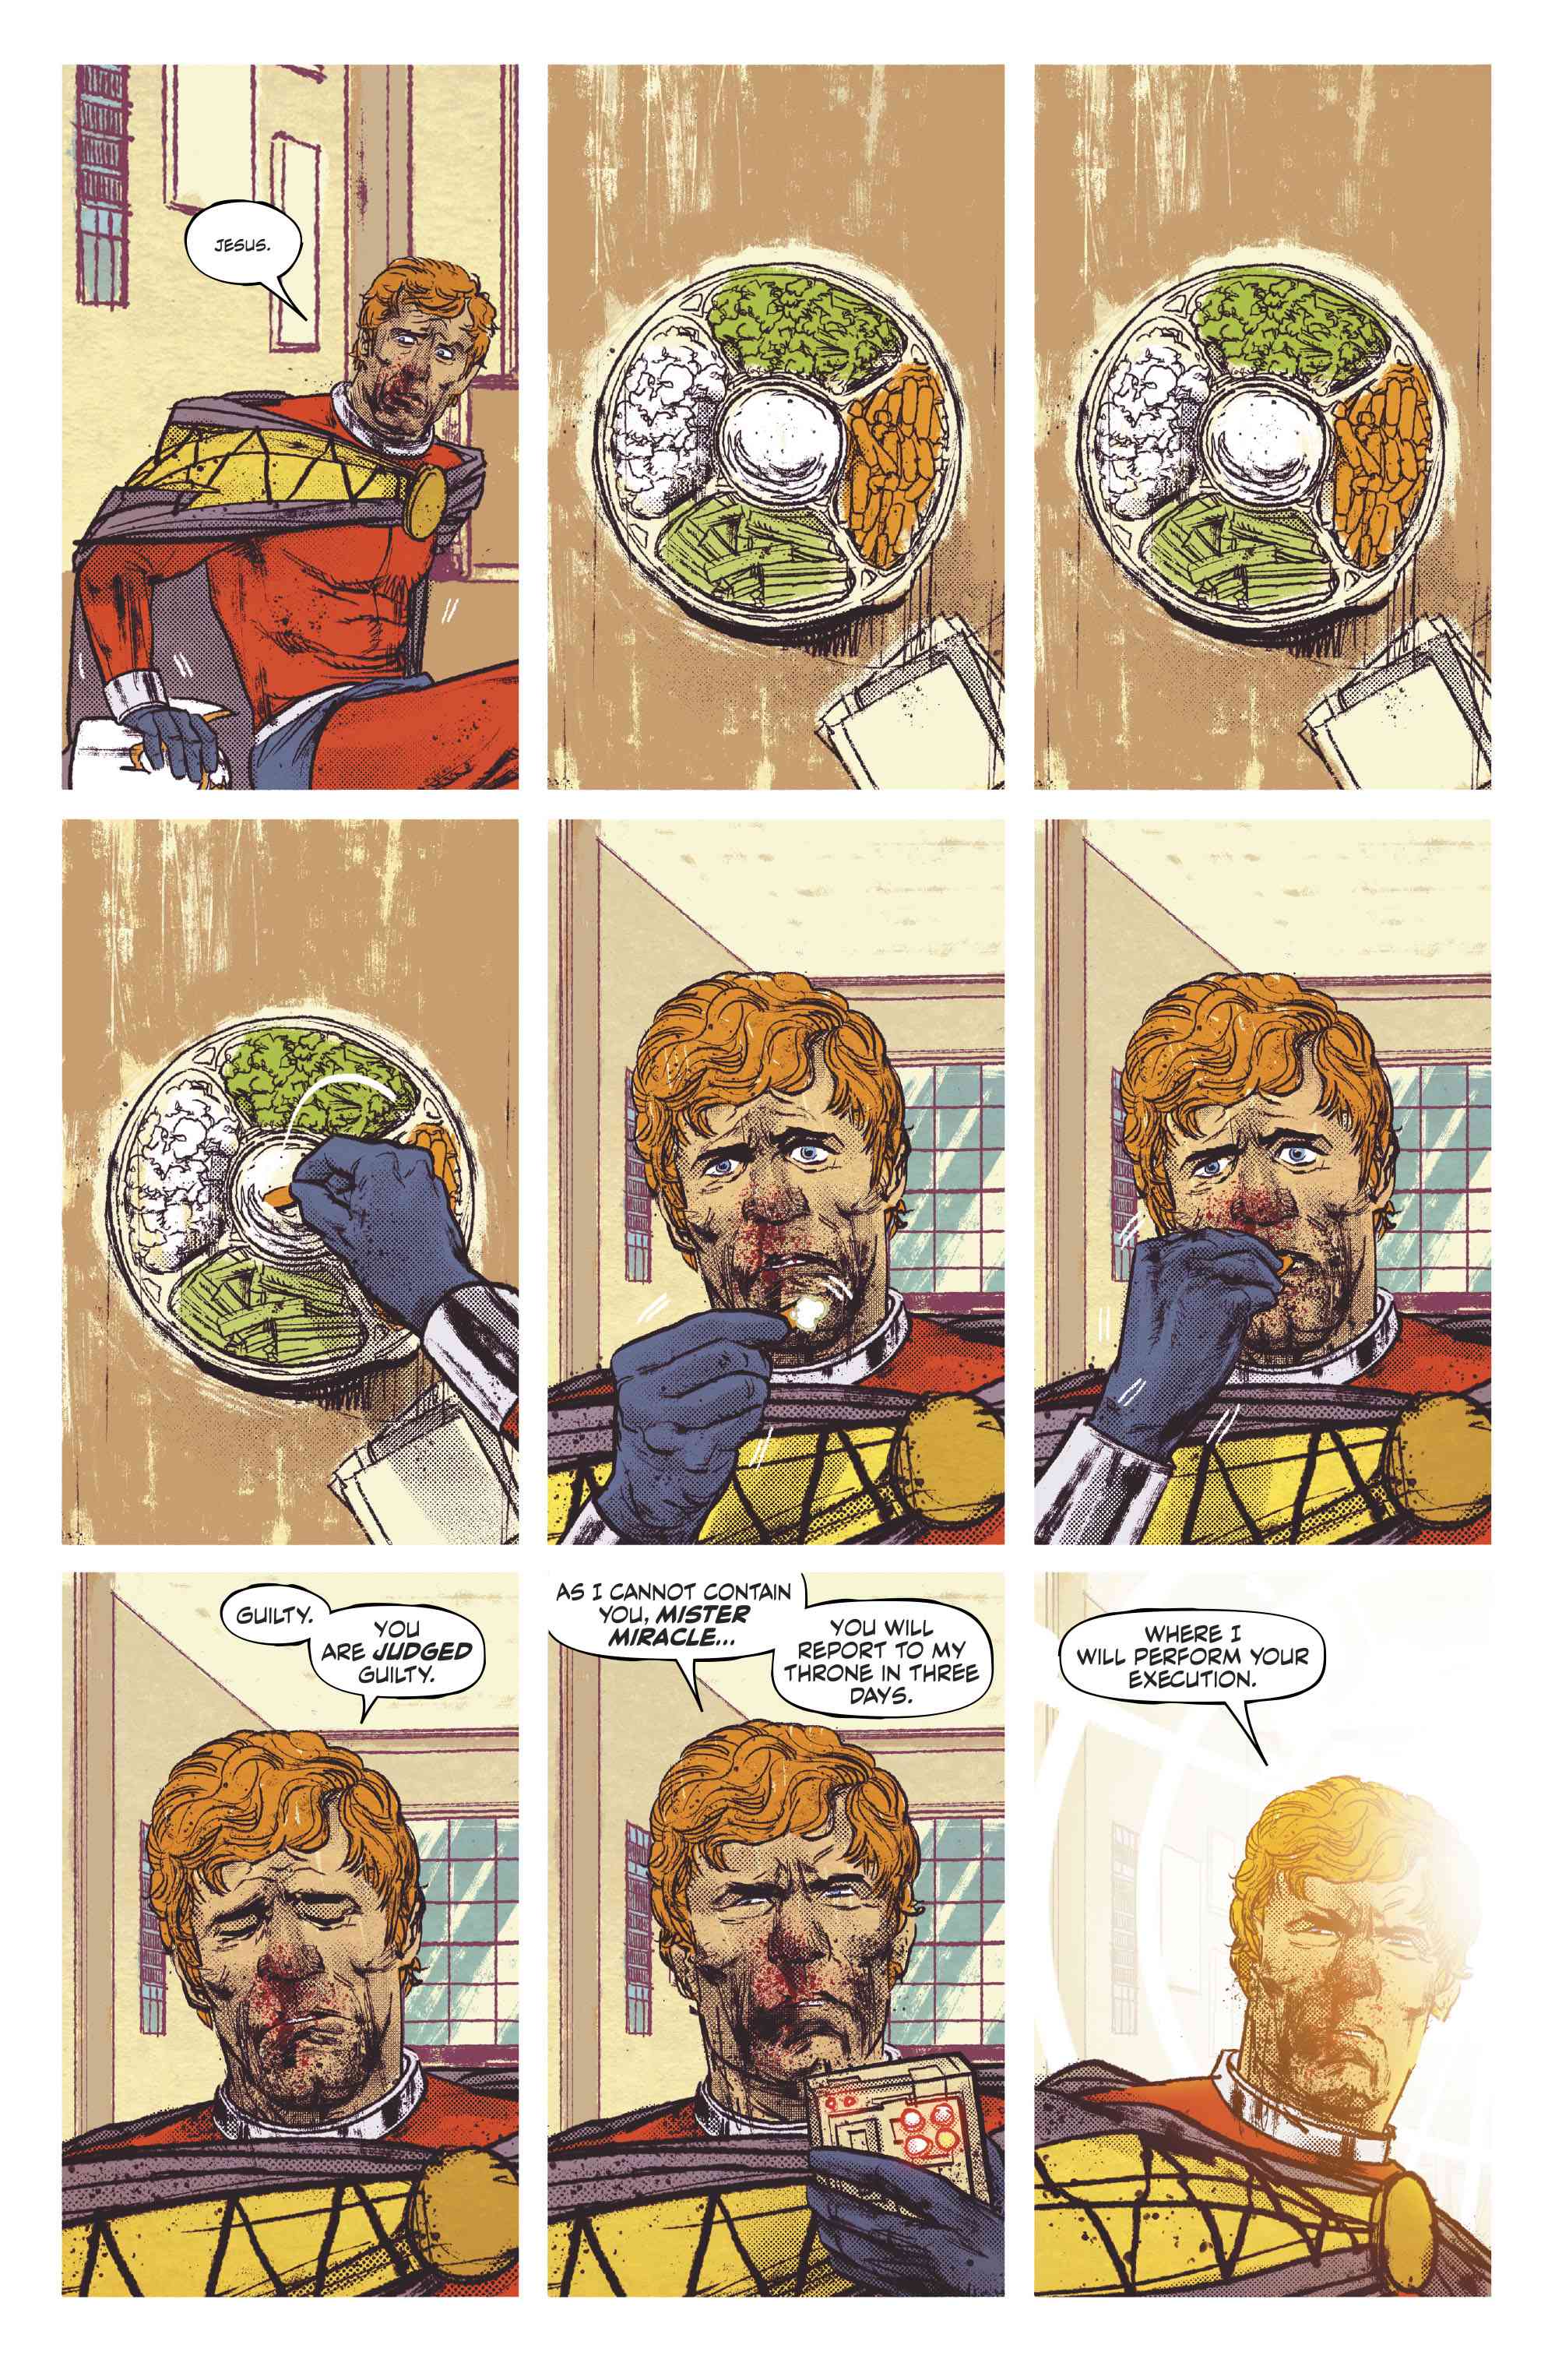 JESUS.
GUILTY.
YOU
ARE JUDGED
GUILTY.
AS I CANNOT CONTAIN
YOU, MISTER
MIRACLE...
YOU WILL
REPORT TO MY
THRONE IN THREE
DAYS.
WHERE I
WILL PERFORM YOUR
EXECUTION.